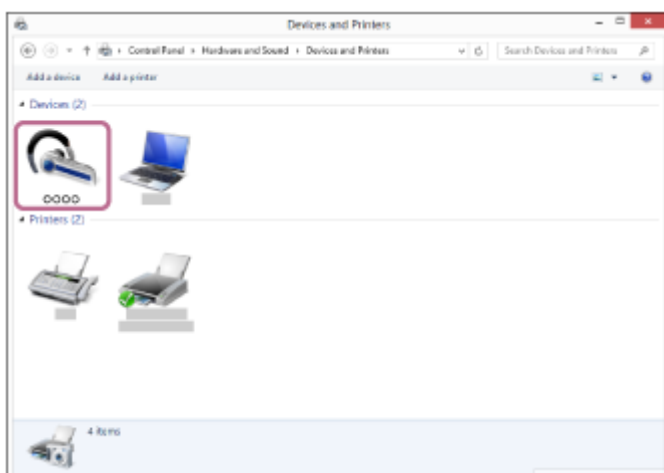 Devices and Printers
Control Panel › Hardware and Sound › Devices and Printers
Search Devices and Printers
Add a device Add a printer
Devices (2)
oooo
Printers (2)
4 items